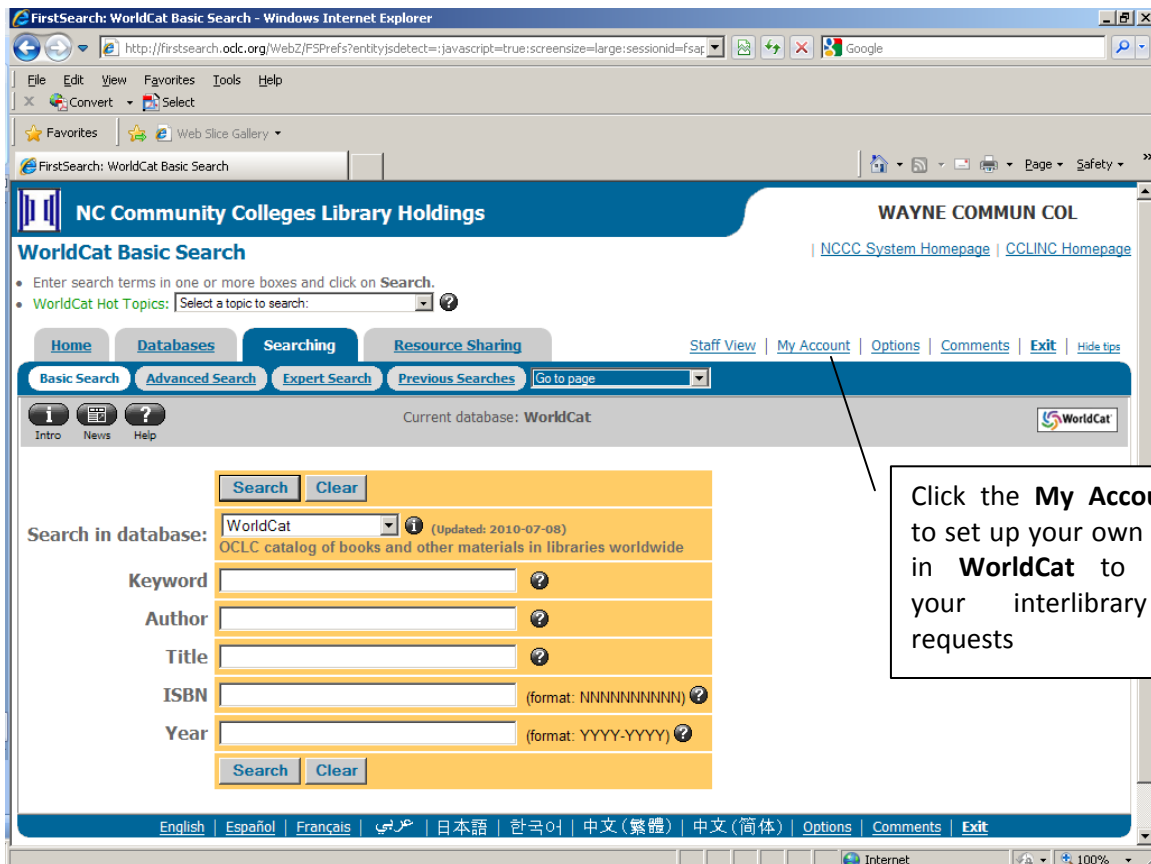 FirstSearch: WorldCat Basic Search - Windows Internet Explorer
http://firstsearch.oclc.org/WebZ/FSPrefs?entityjsdetect=:javascript=true:screensize=large:sessionid=fsap
Google
File Edit View Favorites Tools Help
Convert Select
Favorites Web Slice Gallery
FirstSearch: WorldCat Basic Search Page Safety
NC Community Colleges Library Holdings WAYNE COMMUN COL
WorldCat Basic Search | NCCC System Homepage | CCLINC Homepage
• Enter search terms in one or more boxes and click on Search.
• WorldCat Hot Topics: Select a topic to search:
Home Databases Searching Resource Sharing Staff View | My Account | Options | Comments | Exit | Hide tips
Basic Search Advanced Search Expert Search Previous Searches Go to page
Intro News Help Current database: WorldCat WorldCat
Search Clear
Search in database: WorldCat (Updated: 2010-07-08)
OCLC catalog of books and other materials in libraries worldwide
Keyword
Author
Title
ISBN (format: NNNNNNNNNN)
Year (format: YYYY-YYYY)
Search Clear
Click the My Accou
to set up your own
in WorldCat to
your interlibrary
requests
English | Español | Français | عربي | 日本語 | 한국어 | 中文(繁體) | 中文(简体) | Options | Comments | Exit
Internet 100%